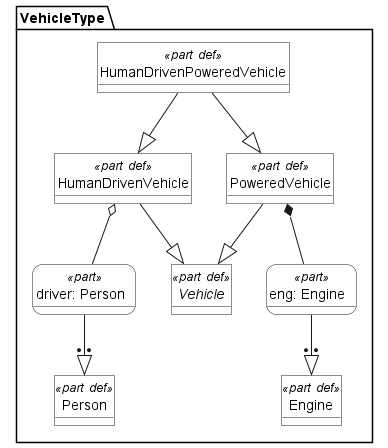 VehicleType
«part def»
HumanDrivenPoweredVehicle
«part def»
HumanDrivenVehicle
«part def»
PoweredVehicle
«part»
driver: Person
«part def»
Vehicle
«part»
eng: Engine
«part def»
Person
«part def»
Engine